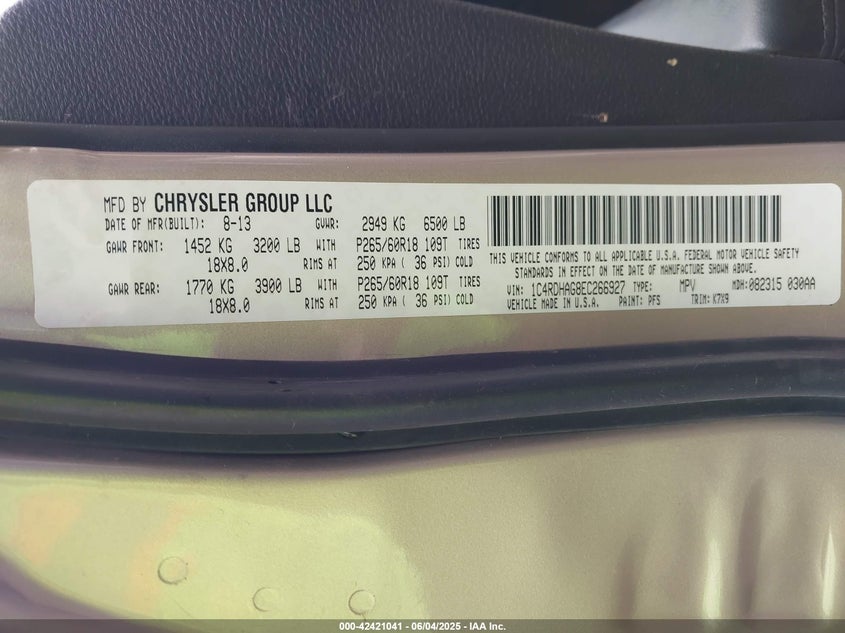 MFD BY CHRYSLER GROUP LLC
DATE OF MFR(BUILT): 8-13 GVWR: 2949 KG 6500 LB
GAWR FRONT: 1452 KG 3200 LB WITH P265/60R18 109T TIRES
18X8.0 RIMS AT 250 KPA ( 36 PSI) COLD
GAWR REAR: 1770 KG 3900 LB WITH P265/60R18 109T TIRES
18X8.0 RIMS AT 250 KPA ( 36 PSI) COLD
THIS VEHICLE CONFORMS TO ALL APPLICABLE U.S.A. FEDERAL MOTOR VEHICLE SAFETY
STANDARDS IN EFFECT ON THE DATE OF MANUFACTURE SHOWN ABOVE.
VIN: 1C4RDHAG8EC266927 TYPE: MPV MDH: 082315 030AA
VEHICLE MADE IN U.S.A. PAINT: PFS TRIM: K7X9
000-42421041 - 06/04/2025 - IAA Inc.